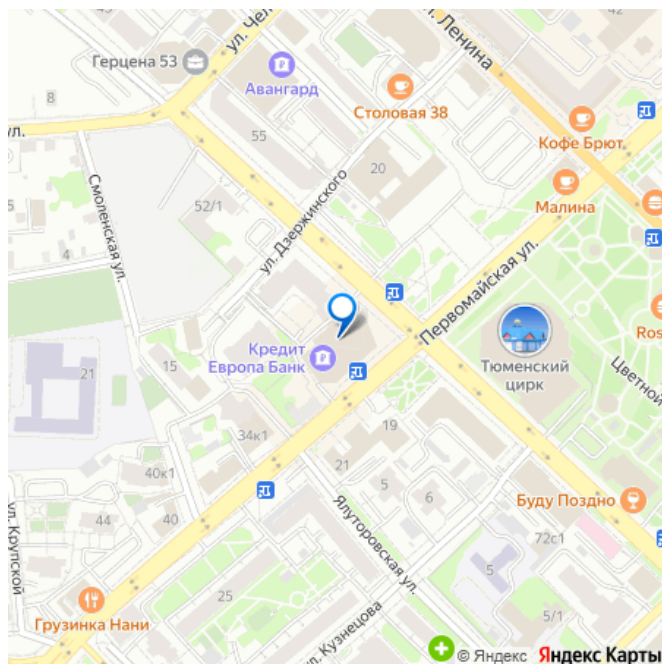 ул. Чел
Л. Ленина
Герцена 53
Авангард
Столовая 38
8
Кофе Брют
ул.
55
20
Малина
Смоленская ул.
52/1
ул. Дзержинского
5
4
Первомайская ул.
Ros
Тюменский
цирк
Кредит
Европа Банк
Цветной
15
21
34к1
19
21
40к1
5
6
Буду Поздно
44
40
ул. Крупской
Ялуторовская ул.
72с1
5
25
Грузинка Нани
ул. Кузнецова
5/1
© Яндекс Яндекс Карты